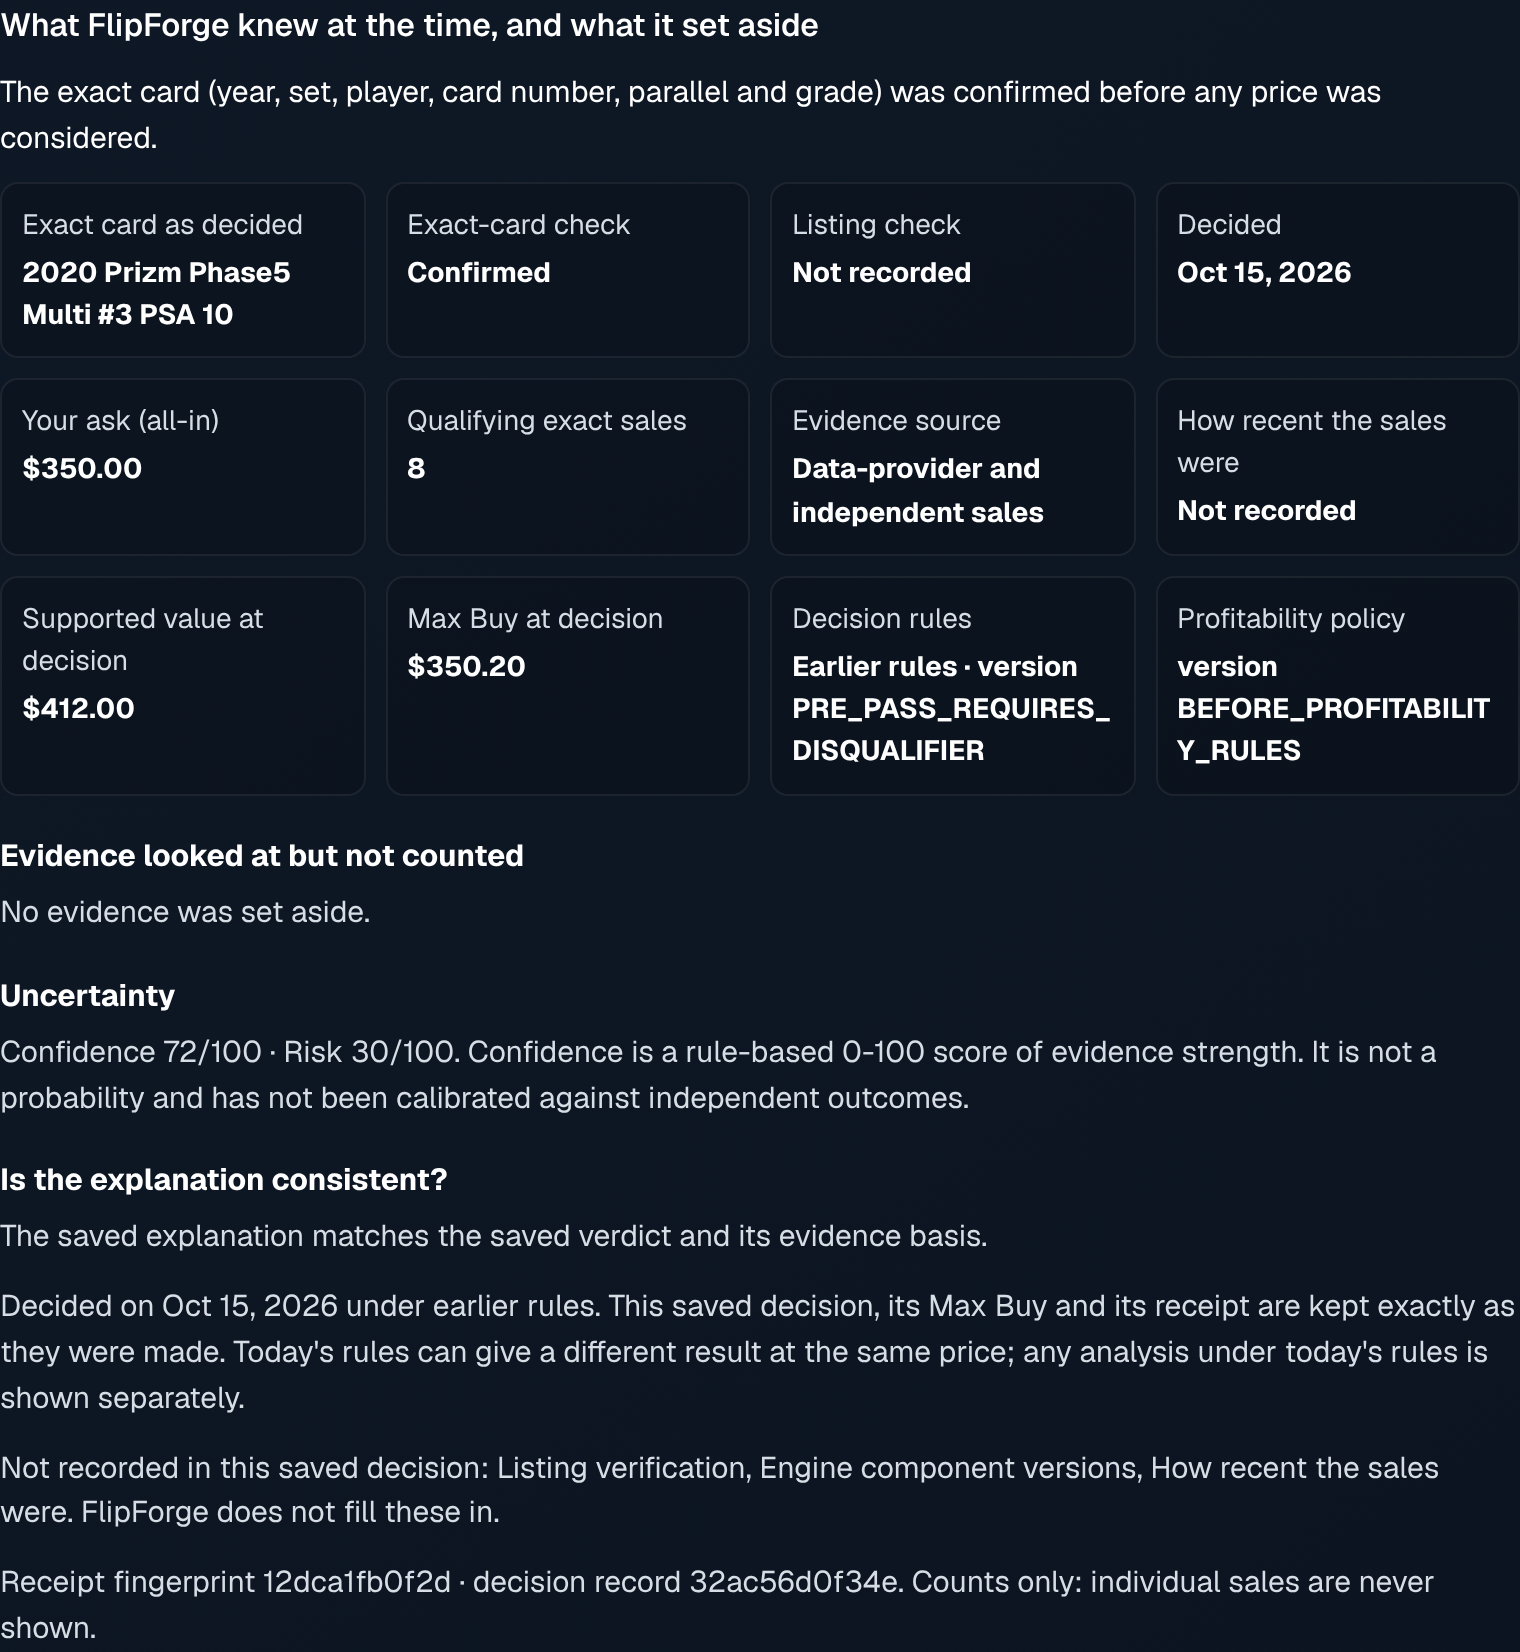 What FlipForge knew at the time, and what it set aside
The exact card (year, set, player, card number, parallel and grade) was confirmed before any price was
considered.
Exact card as decided
2020 Prizm Phase5
Multi #3 PSA 10
Exact-card check
Confirmed
Listing check
Not recorded
Decided
Oct 15, 2026
Your ask (all-in)
$350.00
Qualifying exact sales
8
Evidence source
Data-provider and
independent sales
How recent the sales
were
Not recorded
Supported value at
decision
$412.00
Max Buy at decision
$350.20
Decision rules
Earlier rules · version
PRE_PASS_REQUIRES_
DISQUALIFIER
Profitability policy
version
BEFORE_PROFITABILIT
Y_RULES
Evidence looked at but not counted
No evidence was set aside.
Uncertainty
Confidence 72/100 · Risk 30/100. Confidence is a rule-based 0-100 score of evidence strength. It is not a
probability and has not been calibrated against independent outcomes.
Is the explanation consistent?
The saved explanation matches the saved verdict and its evidence basis.
Decided on Oct 15, 2026 under earlier rules. This saved decision, its Max Buy and its receipt are kept exactly as
they were made. Today's rules can give a different result at the same price; any analysis under today's rules is
shown separately.
Not recorded in this saved decision: Listing verification, Engine component versions, How recent the sales
were. FlipForge does not fill these in.
Receipt fingerprint 12dca1fb0f2d · decision record 32ac56d0f34e. Counts only: individual sales are never
shown.